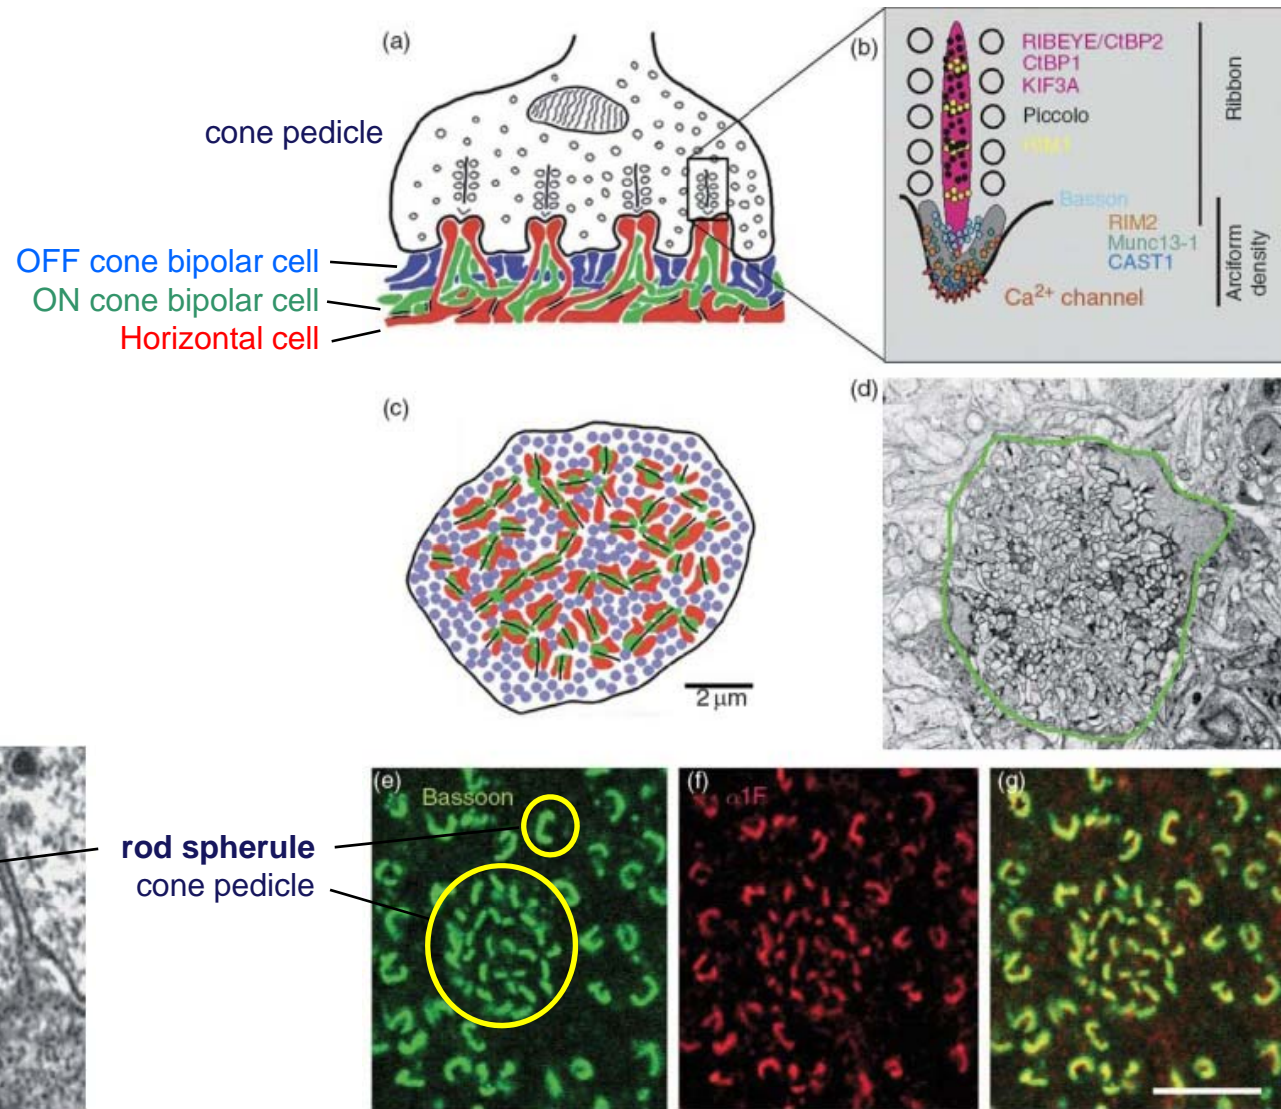 (a)
cone pedicle
OFF cone bipolar cell
ON cone bipolar cell
Horizontal cell
(b)
RIBEYE/CtBP2
CtBP1
KIF3A
Piccolo
RIM1
Basson
RIM2
Munc13-1
CAST1
Ca2+ channel
Ribbon
Arciform
density
(c)
2 μm
(d)
rod spherule
cone pedicle
(e)
Bassoon
(f)
α1F
(g)